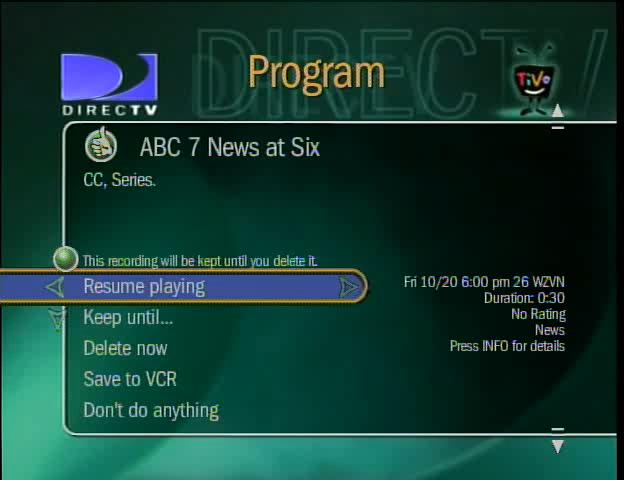 DIRECTV
Program
DIRECTV
TiVo
ABC 7 News at Six
CC, Series.
This recording will be kept until you delete it.
Resume playing
Keep until...
Delete now
Save to VCR
Don't do anything
Fri 10/20 6:00 pm 26 WZVN
Duration: 0:30
No Rating
News
Press INFO for details